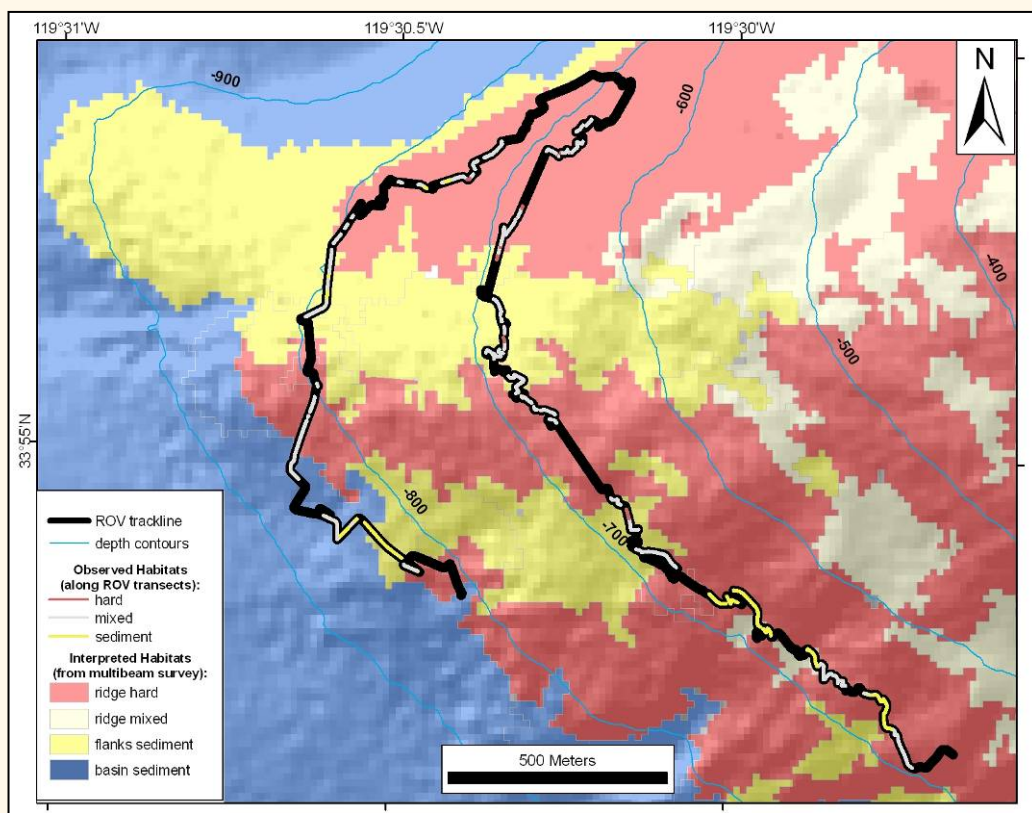 119°31'W 119°30.5'W 119°30'W
N
-900
-600
-400
-500
33°55'N
-800
-700
ROV trackline
depth contours
Observed Habitats
(along ROV transects):
hard
mixed
sediment
Interpreted Habitats
(from multibeam survey):
ridge hard
ridge mixed
flanks sediment
basin sediment
500 Meters